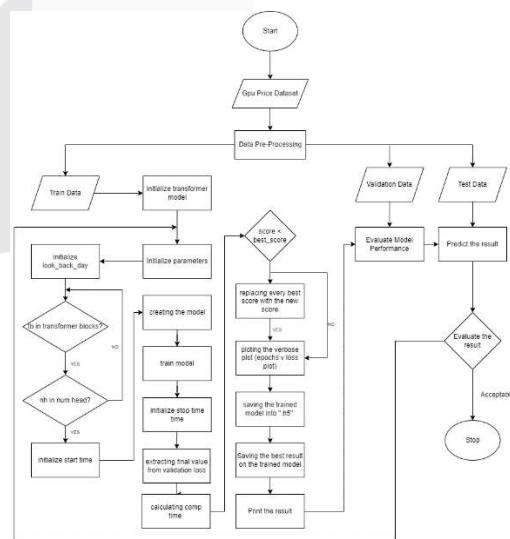 Start
Gpu Price Dataset
Data Pre-Processing
Train Data
Initialize transformer
model
Validation Data
Test Data
score <
best_score
Initialize
look_back_day
Initialize parameters
Evaluate Model
Performance
Predict the result
replacing every best
score with the new
score
creating the model
tb in transformer blocks?
NO
NO
YES
ploting the verbose
plot (epochs v loss
plot)
Evaluate the
result
train model
YES
nh in num head?
initialize stop time
time
saving the trained
model into ".h5"
Acceptabl
YES
Stop
initialize start time
extracting final value
from validation loss
Saving the best result
on the trained model
calculating comp
time
Print the result